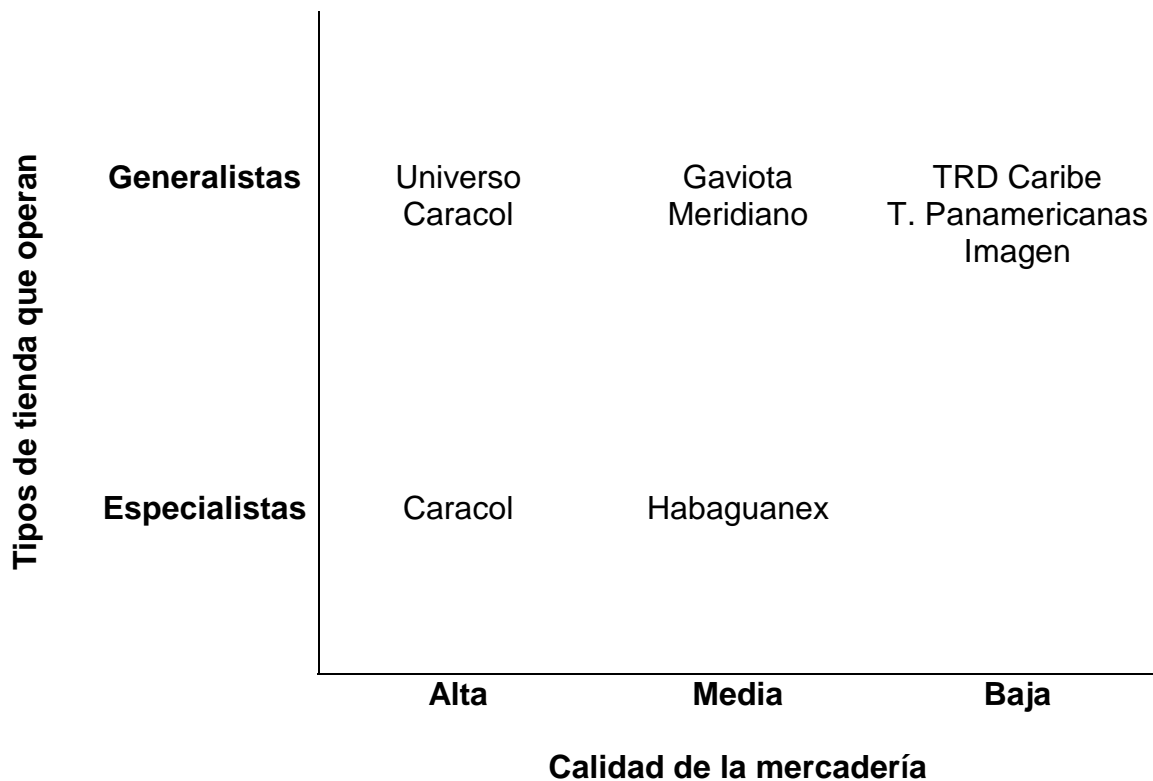 Tipos de tienda que operan
Generalistas
Universo
Caracol
Gaviota
Meridiano
TRD Caribe
T. Panamericanas
Imagen
Especialistas
Caracol
Habaguanex
Alta
Media
Baja
Calidad de la mercadería